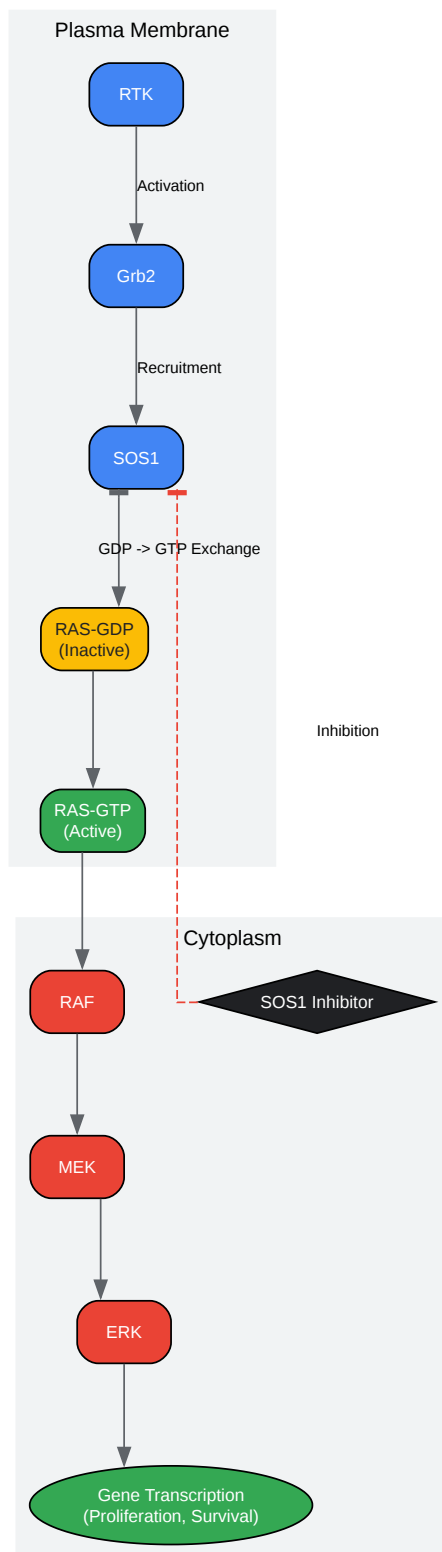 Plasma Membrane
RTK
Activation
Grb2
Recruitment
SOS1
GDP -> GTP Exchange
RAS-GDP
(Inactive)
Inhibition
RAS-GTP
(Active)
Cytoplasm
RAF
SOS1 Inhibitor
MEK
ERK
Gene Transcription
(Proliferation, Survival)